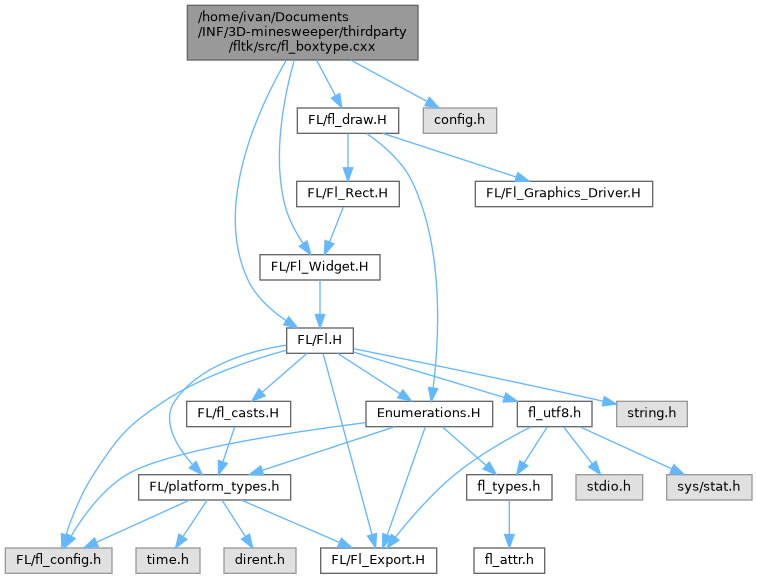 /home/ivan/Documents
/INF/3D-minesweeper/thirdparty
/fltk/src/fl_boxtype.cxx
FL/fl_draw.H
config.h
FL/Fl_Rect.H
FL/Fl_Graphics_Driver.H
FL/Fl_Widget.H
FL/Fl.H
FL/fl_casts.H
Enumerations.H
fl_utf8.h
string.h
FL/platform_types.h
fl_types.h
stdio.h
sys/stat.h
FL/fl_config.h
time.h
dirent.h
FL/Fl_Export.H
fl_attr.h